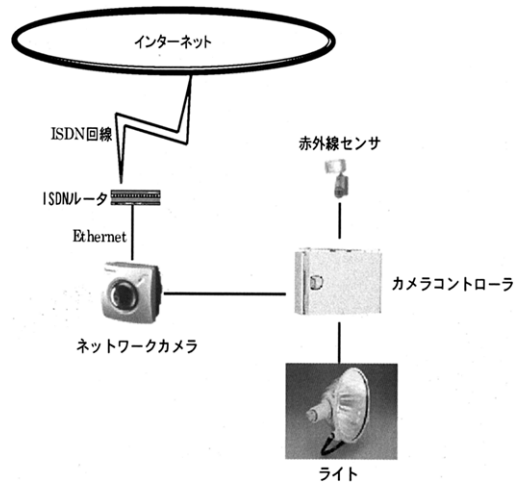 インターネット
ISDN回線
赤外線センサ
ISDNルータ
Ethernet
カメラコントローラ
ネットワークカメラ
ライト